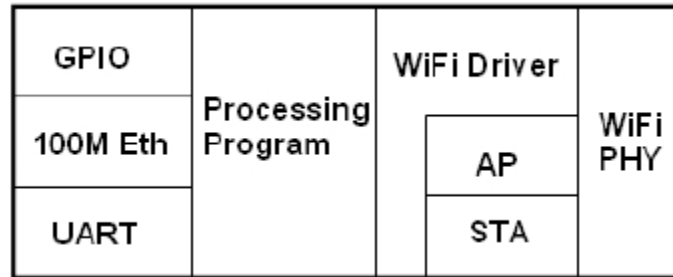 GPIO
100M Eth
UART
Processing
Program
WiFi Driver
AP
STA
WiFi
PHY